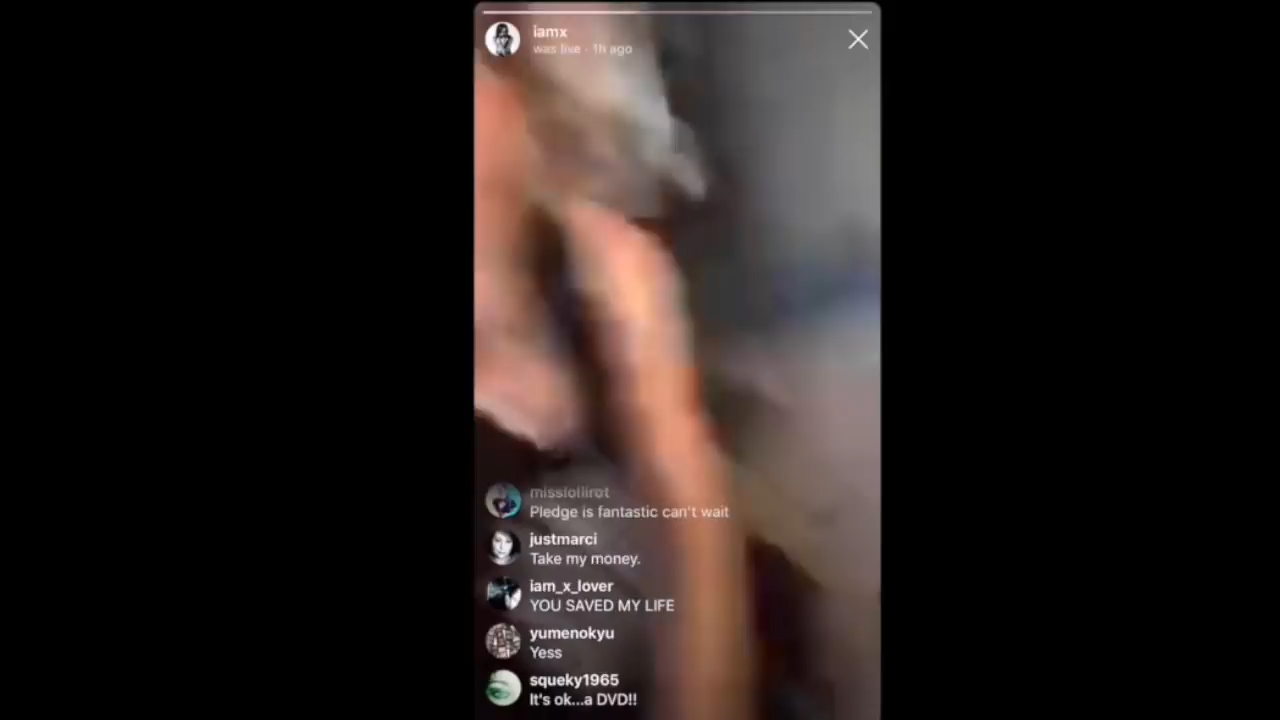 iamx
was live · 1h ago
misslollirot
Pledge is fantastic can't wait
justmarci
Take my money.
iam_x_lover
YOU SAVED MY LIFE
yumenokyu
Yess
squeky1965
It's ok...a DVD!!